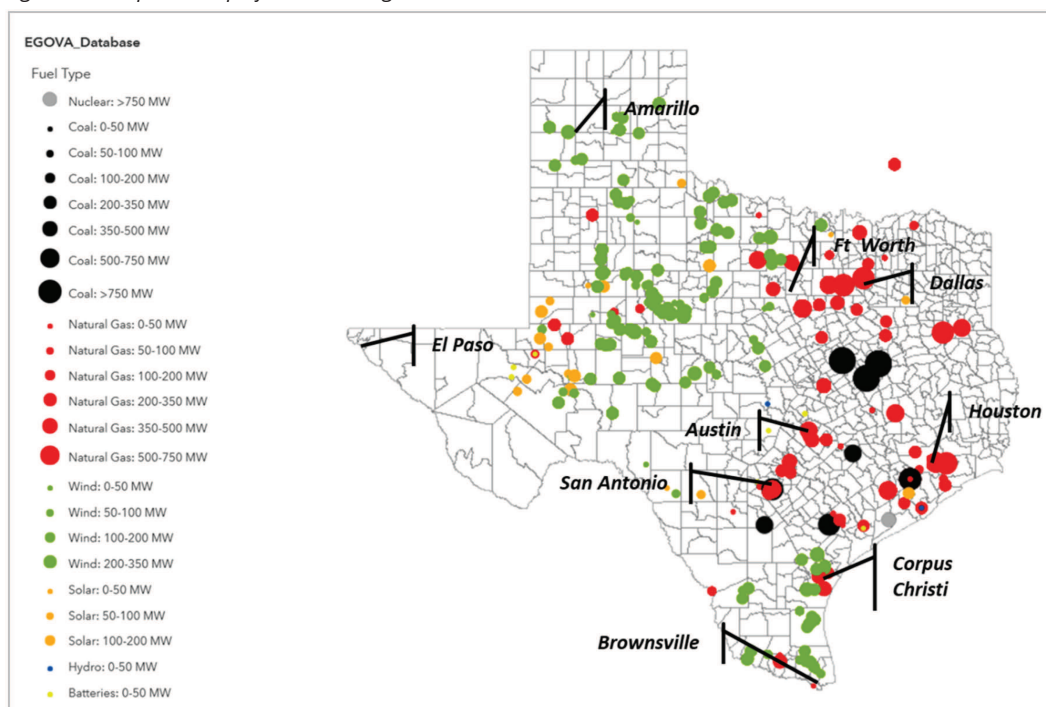 EGOVA_Database
Fuel Type
Nuclear: >750 MW
Coal: 0-50 MW
Coal: 50-100 MW
Coal: 100-200 MW
Coal: 200-350 MW
Coal: 350-500 MW
Coal: 500-750 MW
Coal: >750 MW
Natural Gas: 0-50 MW
Natural Gas: 50-100 MW
Natural Gas: 100-200 MW
Natural Gas: 200-350 MW
Natural Gas: 350-500 MW
Natural Gas: 500-750 MW
Wind: 0-50 MW
Wind: 50-100 MW
Wind: 100-200 MW
Wind: 200-350 MW
Solar: 0-50 MW
Solar: 50-100 MW
Solar: 100-200 MW
Hydro: 0-50 MW
Batteries: 0-50 MW
Amarillo
Ft Worth
Dallas
El Paso
Houston
Austin
San Antonio
Corpus
Christi
Brownsville